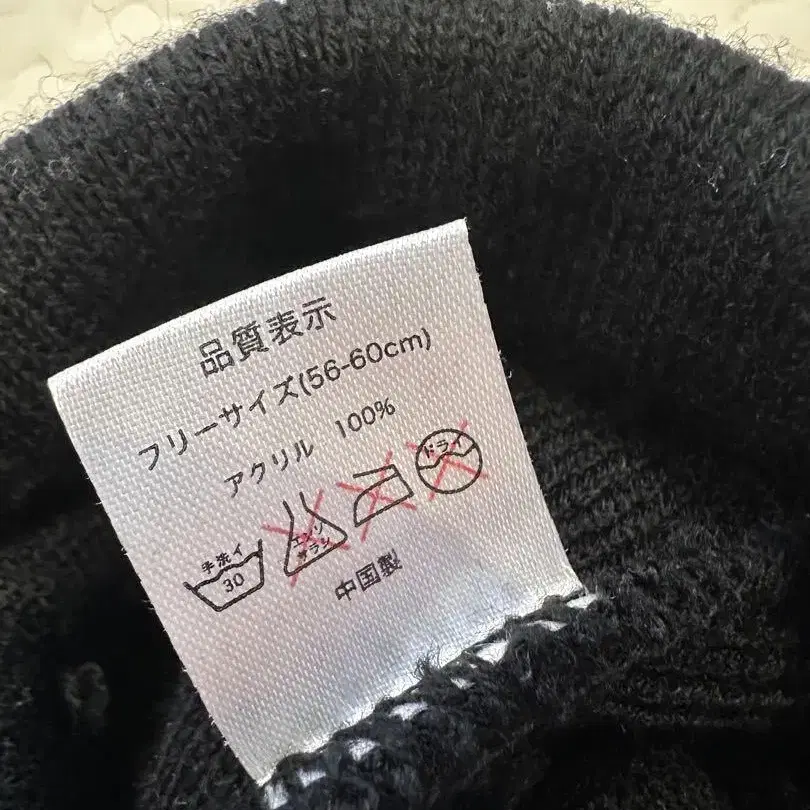 品質表示
フリーサイズ(56-60cm)
アクリル 100%
手洗イ
30
エンソ
サラシ
ドライ
中国製